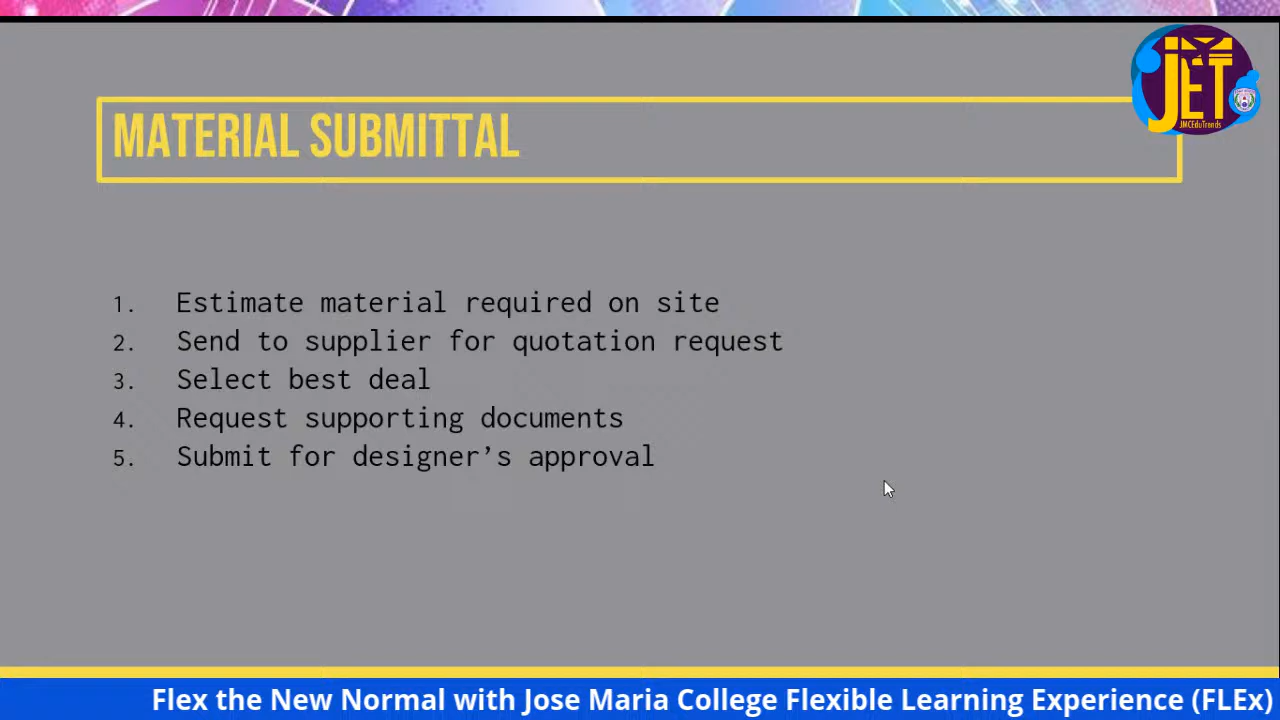 JET
JMCEduTrends
MATERIAL SUBMITTAL
1. Estimate material required on site
2. Send to supplier for quotation request
3. Select best deal
4. Request supporting documents
5. Submit for designer’s approval
Flex the New Normal with Jose Maria College Flexible Learning Experience (FLEx)